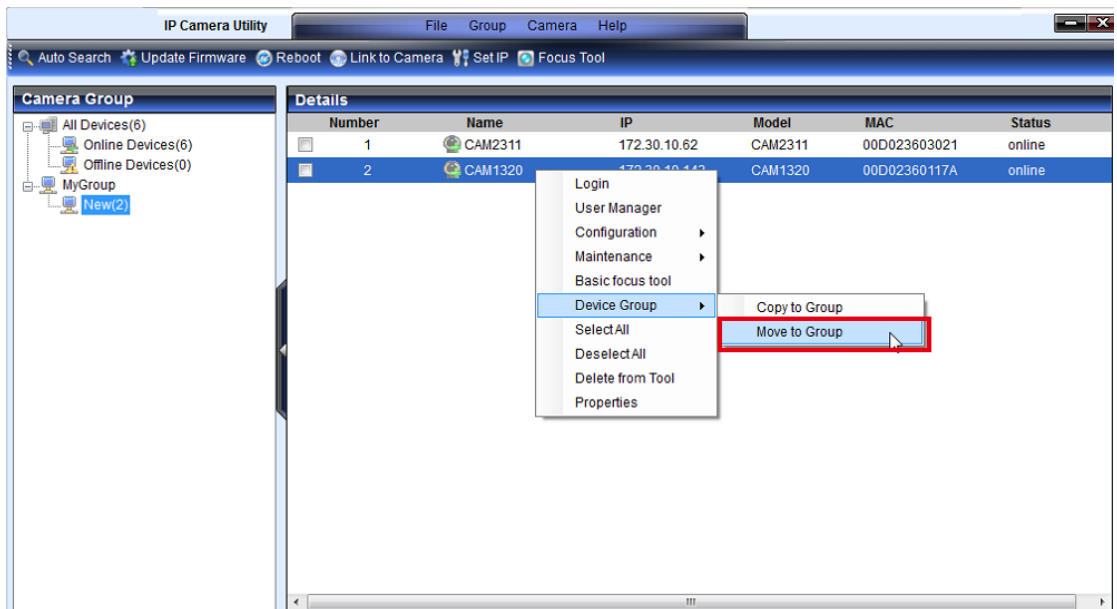 IP Camera Utility File Group Camera Help
Auto Search Update Firmware Reboot Link to Camera Set IP Focus Tool
Camera Group
All Devices(6)
Online Devices(6)
Offline Devices(0)
MyGroup
New(2)
Details
Number Name IP Model MAC Status
1 CAM2311 172.30.10.62 CAM2311 00D023603021 online
2 CAM1320 172.30.10.143 CAM1320 00D02360117A online
Login
User Manager
Configuration
Maintenance
Basic focus tool
Device Group
Select All
Deselect All
Delete from Tool
Properties
Copy to Group
Move to Group